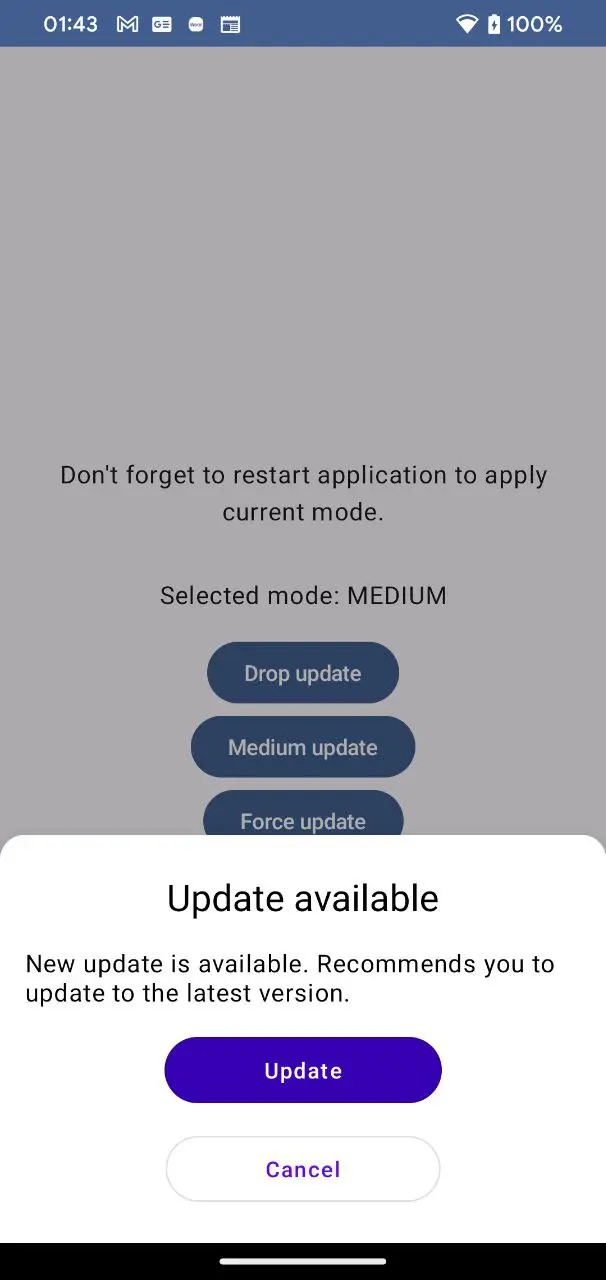 01:43
GE
100%
Don't forget to restart application to apply
current mode.
Selected mode: MEDIUM
Drop update
Medium update
Force update
Update available
New update is available. Recommends you to
update to the latest version.
Update
Cancel